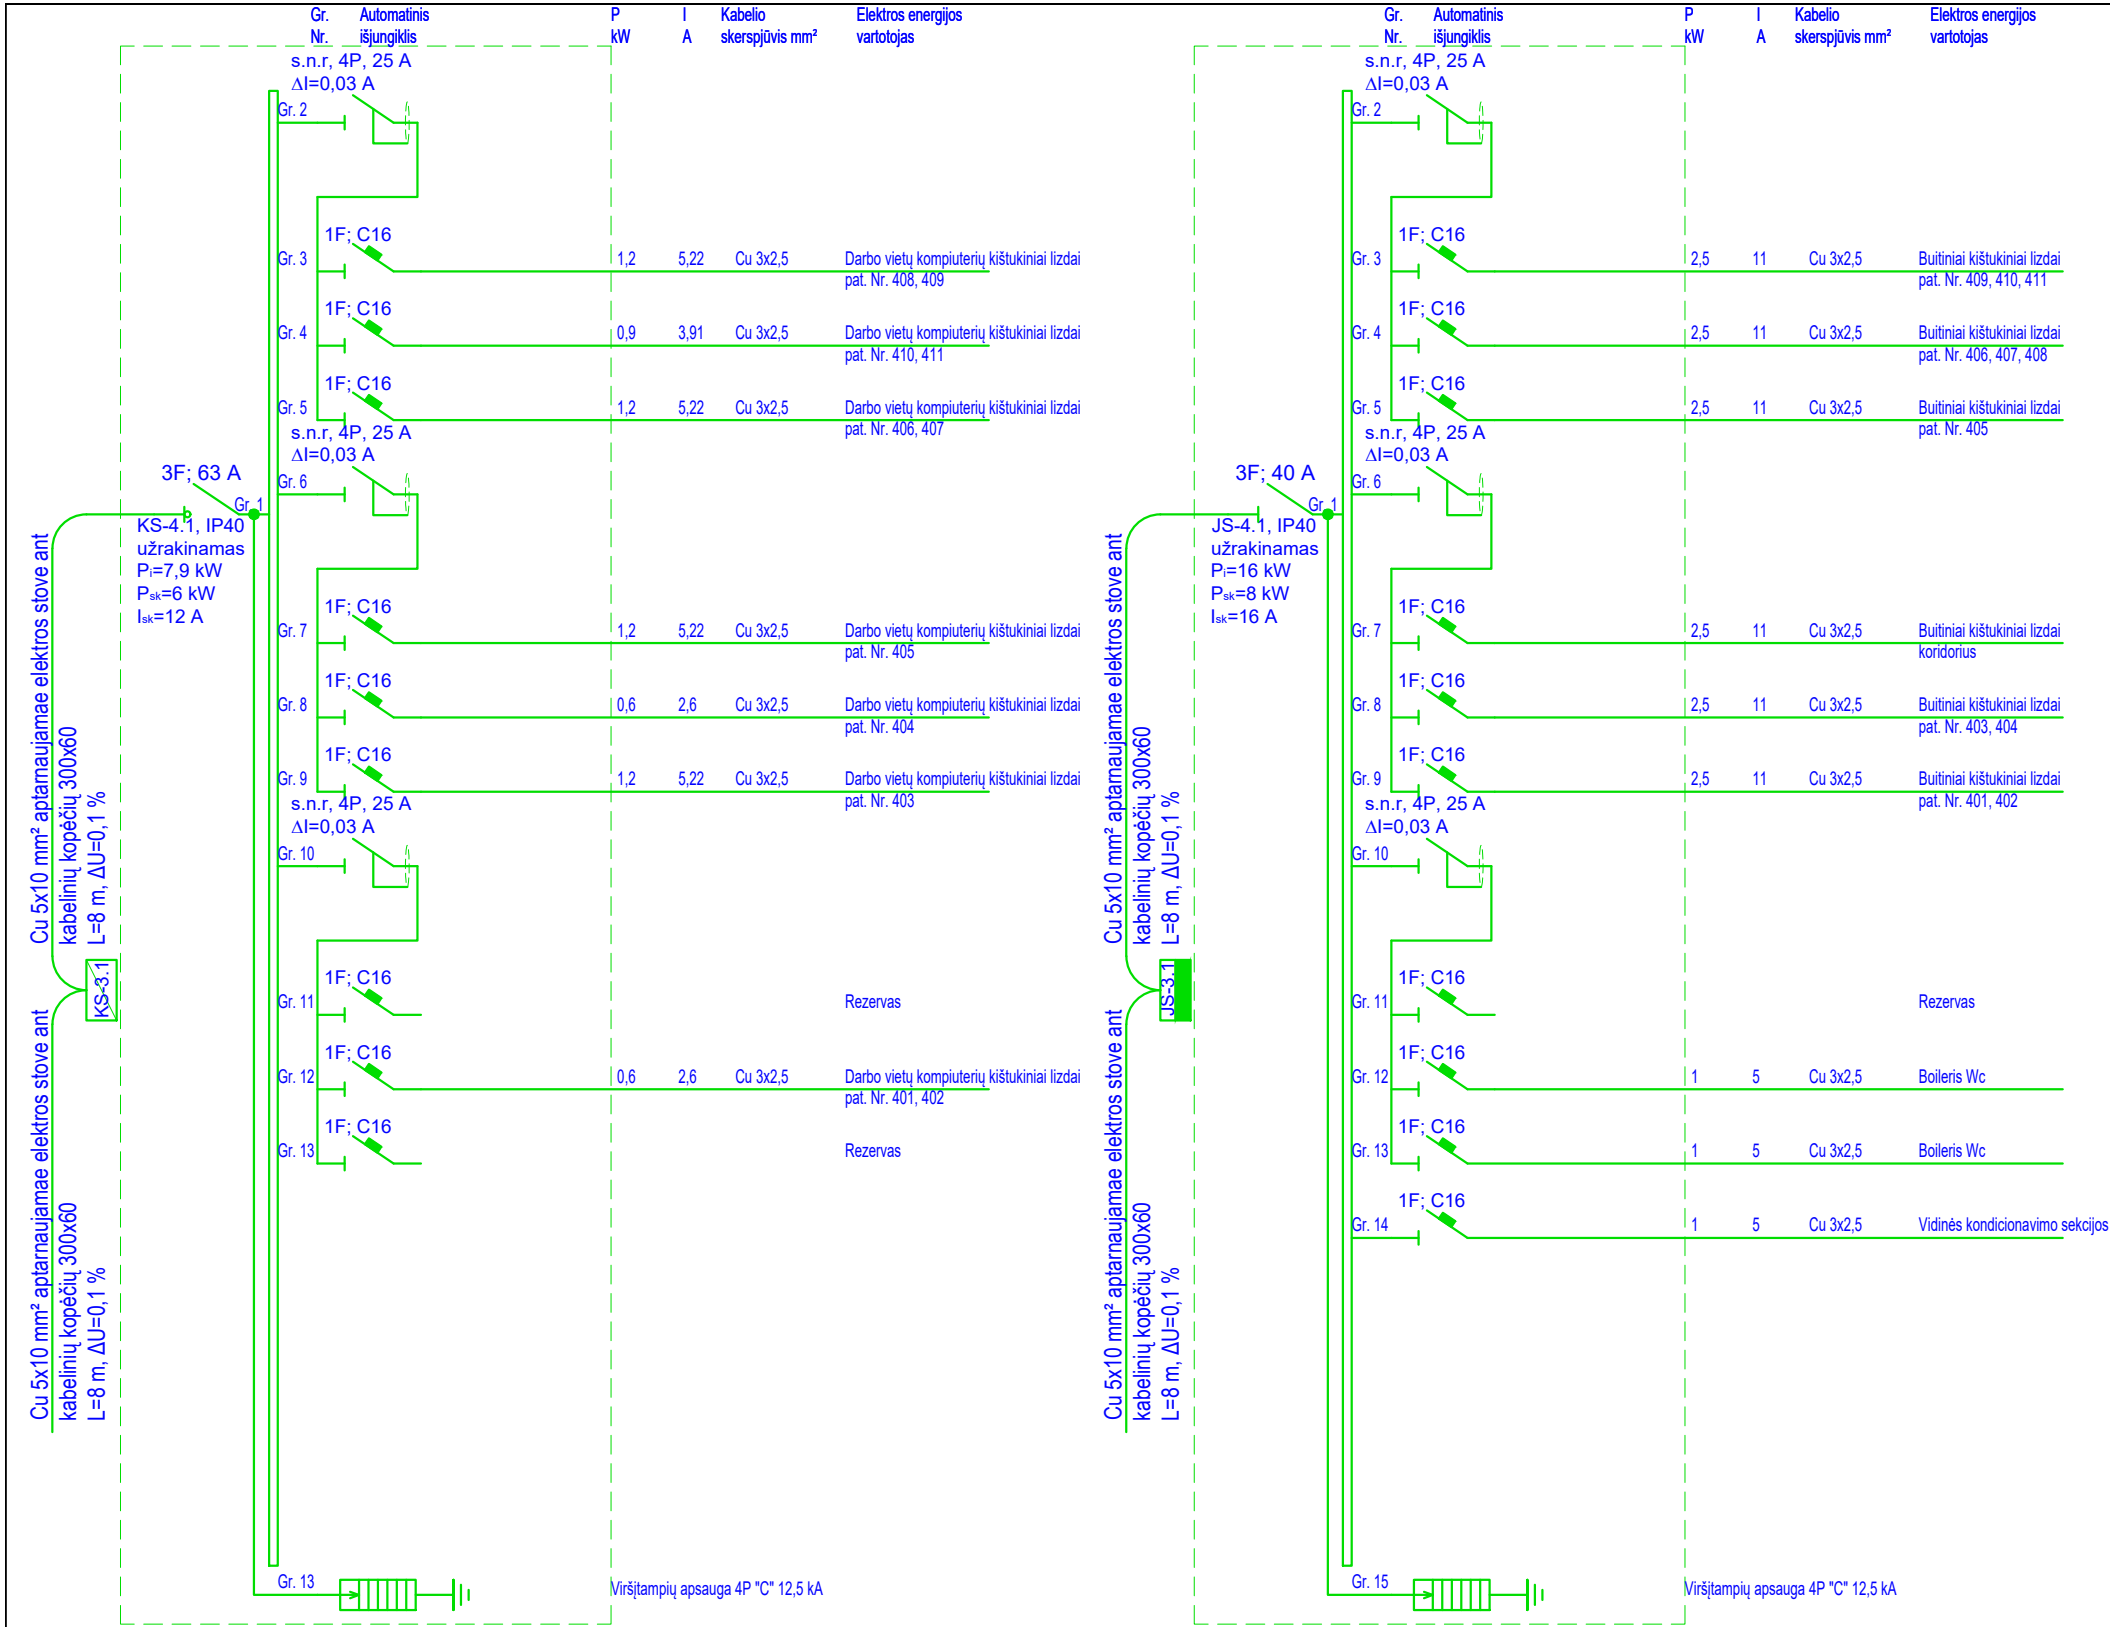 Gr. Automatinis P I Kabelio Elektros energijos
Nr. išjungiklis kW A skerspjūvis mm² vartotojas
s.n.r, 4P, 25 A
ΔI=0,03 A
Gr. 2
1F; C16
Gr. 3 1,2 5,22 Cu 3x2,5 Darbo vietų kompiuterių kištukiniai lizdai
pat. Nr. 408, 409
1F; C16
Gr. 4 0,9 3,91 Cu 3x2,5 Darbo vietų kompiuterių kištukiniai lizdai
pat. Nr. 410, 411
1F; C16
Gr. 5 1,2 5,22 Cu 3x2,5 Darbo vietų kompiuterių kištukiniai lizdai
pat. Nr. 406, 407
s.n.r, 4P, 25 A
ΔI=0,03 A
3F; 63 A
Gr. 6
Gr. 1
KS-4.1, IP40
užrakinamas
Pi=7,9 kW
Psk=6 kW
Isk=12 A
1F; C16
Gr. 7 1,2 5,22 Cu 3x2,5 Darbo vietų kompiuterių kištukiniai lizdai
pat. Nr. 405
1F; C16
Gr. 8 0,6 2,6 Cu 3x2,5 Darbo vietų kompiuterių kištukiniai lizdai
pat. Nr. 404
1F; C16
Gr. 9 1,2 5,22 Cu 3x2,5 Darbo vietų kompiuterių kištukiniai lizdai
pat. Nr. 403
s.n.r, 4P, 25 A
ΔI=0,03 A
Gr. 10
1F; C16
Gr. 11 Rezervas
1F; C16
Gr. 12 0,6 2,6 Cu 3x2,5 Darbo vietų kompiuterių kištukiniai lizdai
pat. Nr. 401, 402
1F; C16
Gr. 13 Rezervas
Gr. 13 Viršįtampių apsauga 4P "C" 12,5 kA
Cu 5x10 mm² aptarnaujamae elektros stove ant
kabelinių kopėčių 300x60
L=8 m, ΔU=0,1 %
KS-3.1
Cu 5x10 mm² aptarnaujamae elektros stove ant
kabelinių kopėčių 300x60
L=8 m, ΔU=0,1 %
Gr. Automatinis P I Kabelio Elektros energijos
Nr. išjungiklis kW A skerspjūvis mm² vartotojas
s.n.r, 4P, 25 A
ΔI=0,03 A
Gr. 2
1F; C16
Gr. 3 2,5 11 Cu 3x2,5 Buitiniai kištukiniai lizdai
pat. Nr. 409, 410, 411
1F; C16
Gr. 4 2,5 11 Cu 3x2,5 Buitiniai kištukiniai lizdai
pat. Nr. 406, 407, 408
1F; C16
Gr. 5 2,5 11 Cu 3x2,5 Buitiniai kištukiniai lizdai
pat. Nr. 405
s.n.r, 4P, 25 A
ΔI=0,03 A
3F; 40 A
Gr. 6
Gr. 1
JS-4.1, IP40
užrakinamas
Pi=16 kW
Psk=8 kW
Isk=16 A
1F; C16
Gr. 7 2,5 11 Cu 3x2,5 Buitiniai kištukiniai lizdai
koridorius
1F; C16
Gr. 8 2,5 11 Cu 3x2,5 Buitiniai kištukiniai lizdai
pat. Nr. 403, 404
1F; C16
Gr. 9 2,5 11 Cu 3x2,5 Buitiniai kištukiniai lizdai
pat. Nr. 401, 402
s.n.r, 4P, 25 A
ΔI=0,03 A
Gr. 10
1F; C16
Gr. 11 Rezervas
1F; C16
Gr. 12 1 5 Cu 3x2,5 Boileris Wc
1F; C16
Gr. 13 1 5 Cu 3x2,5 Boileris Wc
1F; C16
Gr. 14 1 5 Cu 3x2,5 Vidinės kondicionavimo sekcijos
Gr. 15 Viršįtampių apsauga 4P "C" 12,5 kA
Cu 5x10 mm² aptarnaujamae elektros stove ant
kabelinių kopėčių 300x60
L=8 m, ΔU=0,1 %
JS-3.1
Cu 5x10 mm² aptarnaujamae elektros stove ant
kabelinių kopėčių 300x60
L=8 m, ΔU=0,1 %